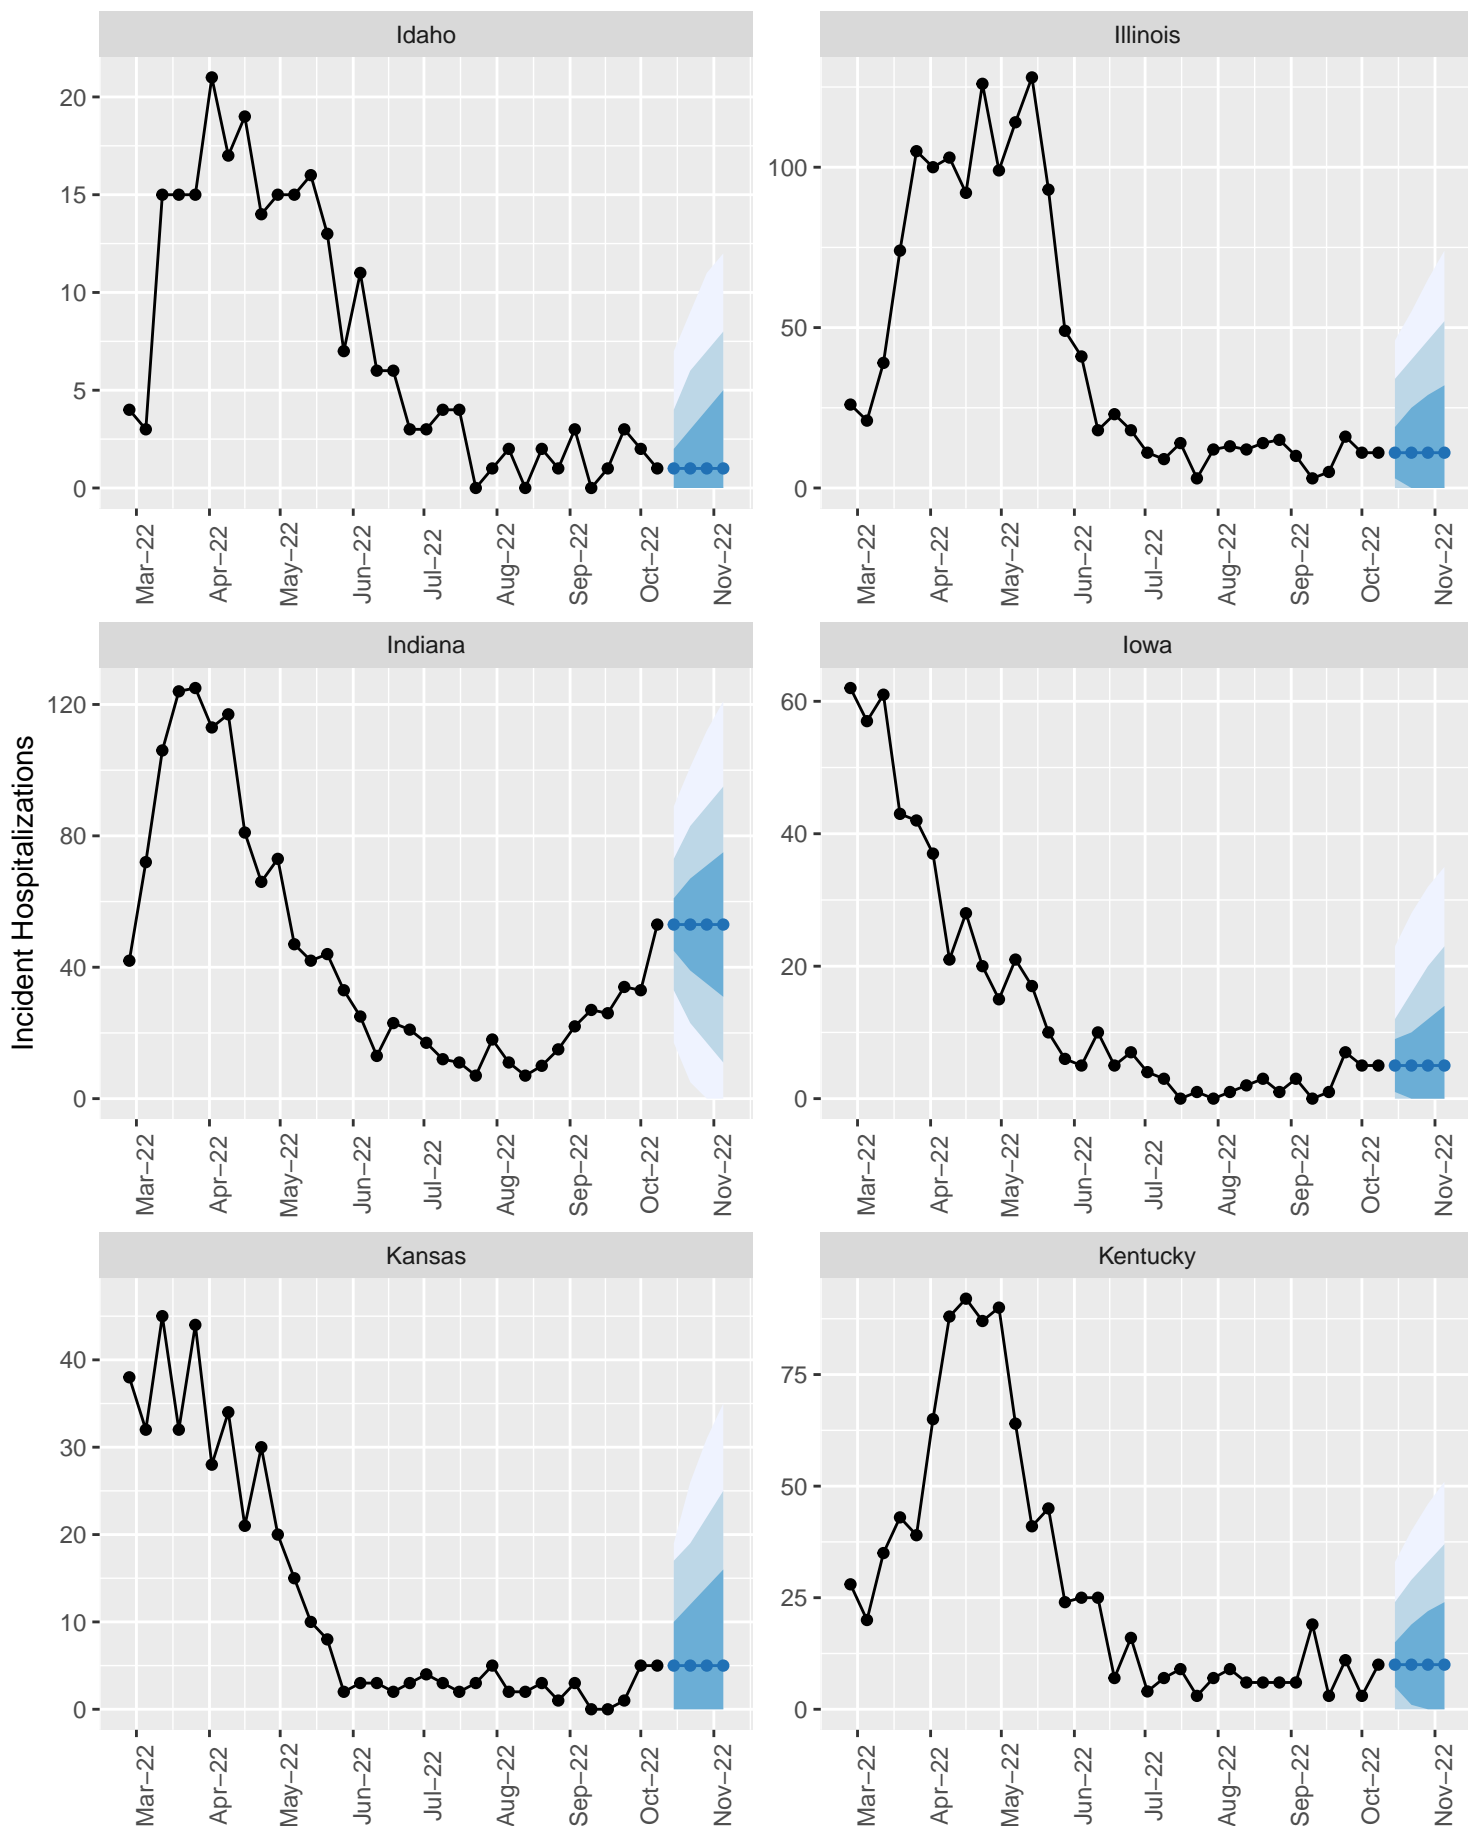 Idaho
Illinois
20
15
10
5
0
100
50
0
Mar−22
Apr−22
May−22
Jun−22
Jul−22
Aug−22
Sep−22
Oct−22
Nov−22
Mar−22
Apr−22
May−22
Jun−22
Jul−22
Aug−22
Sep−22
Oct−22
Nov−22
Incident Hospitalizations
Indiana
Iowa
120
80
40
0
60
40
20
0
Mar−22
Apr−22
May−22
Jun−22
Jul−22
Aug−22
Sep−22
Oct−22
Nov−22
Mar−22
Apr−22
May−22
Jun−22
Jul−22
Aug−22
Sep−22
Oct−22
Nov−22
Kansas
Kentucky
40
30
20
10
0
75
50
25
0
Mar−22
Apr−22
May−22
Jun−22
Jul−22
Aug−22
Sep−22
Oct−22
Nov−22
Mar−22
Apr−22
May−22
Jun−22
Jul−22
Aug−22
Sep−22
Oct−22
Nov−22